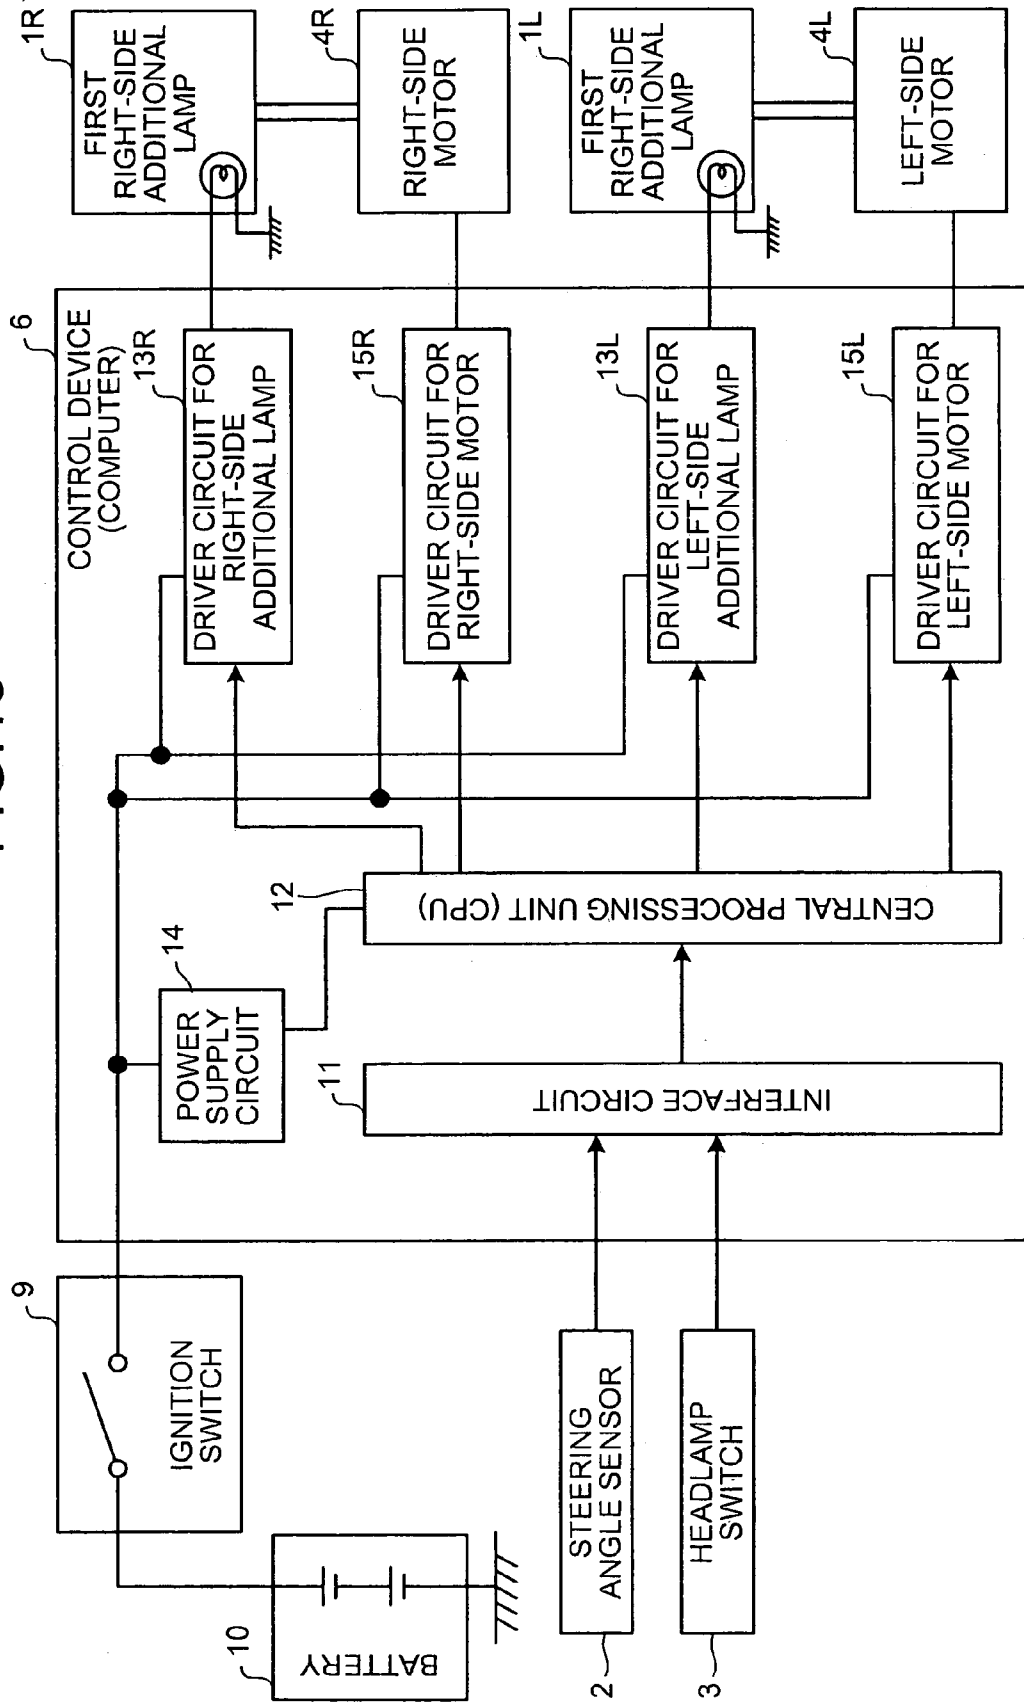 6
CONTROL DEVICE
(COMPUTER)
9
IGNITION
SWITCH
10
BATTERY
14
POWER
SUPPLY
CIRCUIT
11
INTERFACE CIRCUIT
12
CENTRAL PROCESSING UNIT (CPU)
2
STEERING
ANGLE SENSOR
3
HEADLAMP
SWITCH
13R
DRIVER CIRCUIT FOR
RIGHT-SIDE
ADDITIONAL LAMP
15R
DRIVER CIRCUIT FOR
RIGHT-SIDE MOTOR
13L
DRIVER CIRCUIT FOR
LEFT-SIDE
ADDITIONAL LAMP
15L
DRIVER CIRCUIT FOR
LEFT-SIDE MOTOR
1R
FIRST
RIGHT-SIDE
ADDITIONAL
LAMP
4R
RIGHT-SIDE
MOTOR
1L
FIRST
RIGHT-SIDE
ADDITIONAL
LAMP
4L
LEFT-SIDE
MOTOR